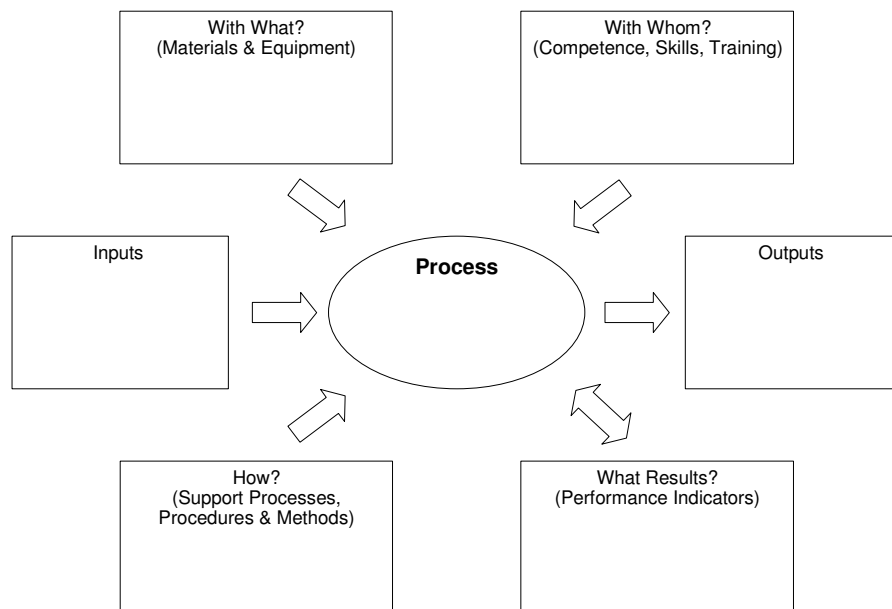 With What?
(Materials & Equipment)
With Whom?
(Competence, Skills, Training)
Inputs
Process
Outputs
How?
(Support Processes,
Procedures & Methods)
What Results?
(Performance Indicators)